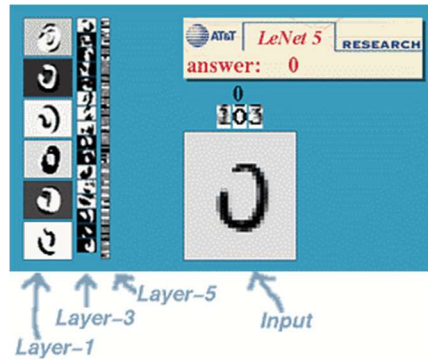 AT&T LeNet 5 RESEARCH
answer: 0
0
103
Layer-5
Layer-3
Input
Layer-1